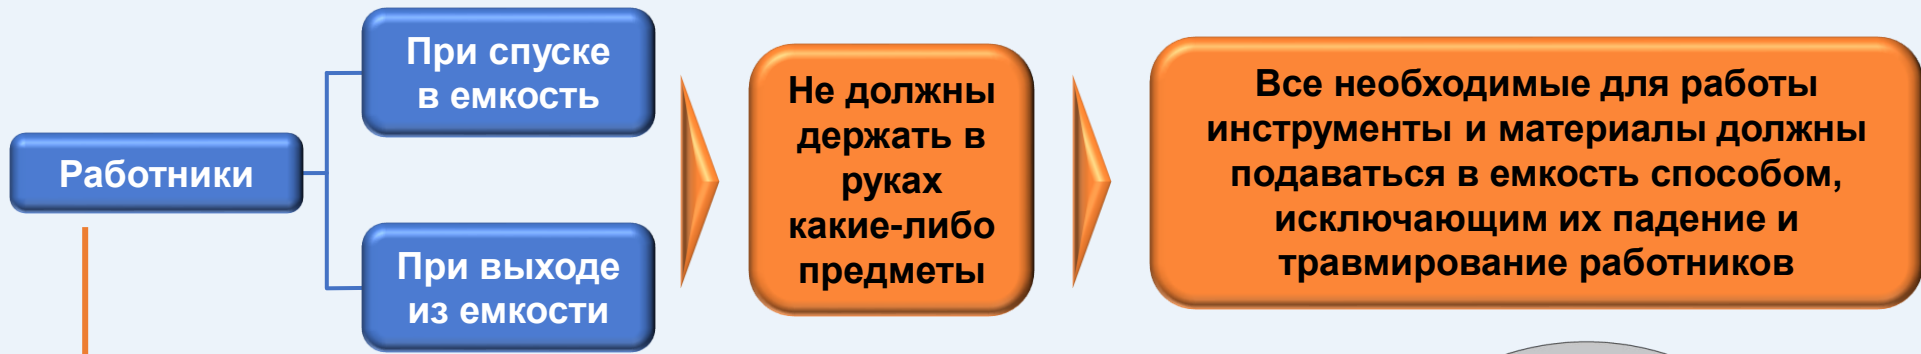 Работники
При спуске
в емкость
При выходе
из емкости
Не должны
держать в
руках
какие-либо
предметы
Все необходимые для работы
инструменты и материалы должны
подаваться в емкость способом,
исключающим их падение и
травмирование работников